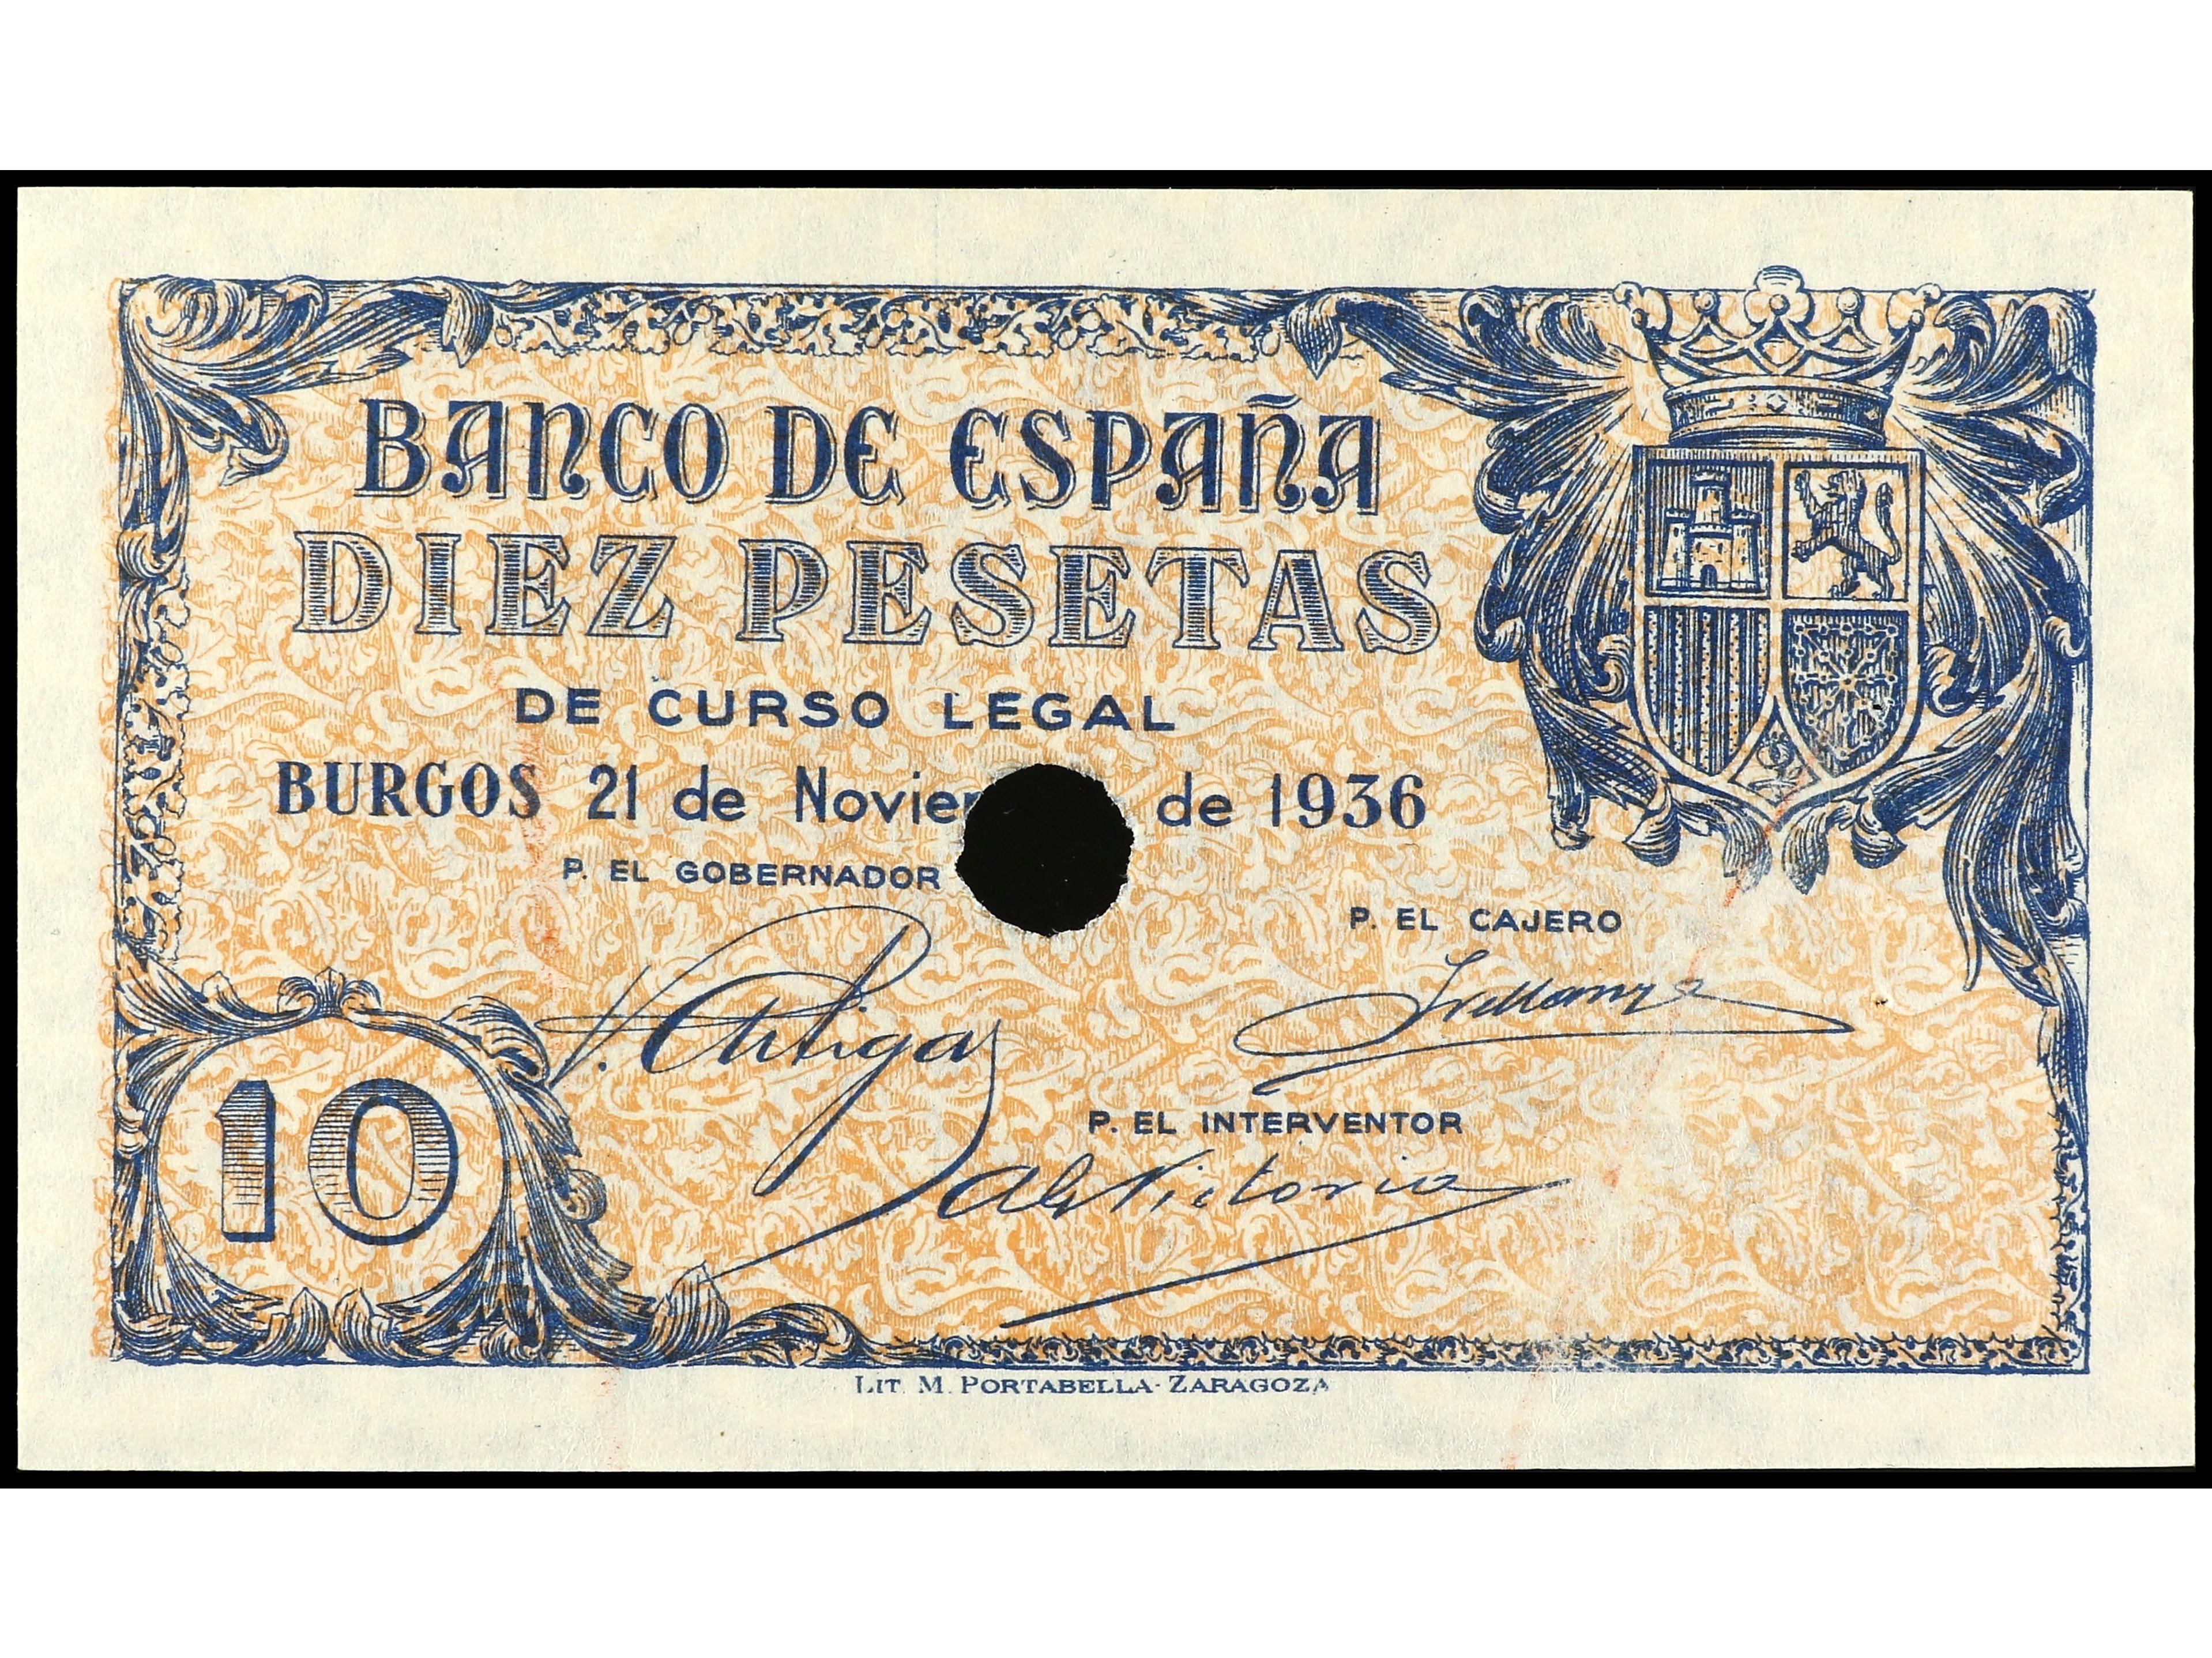 BANCO DE ESPAÑA
DIEZ PESETAS
DE CURSO LEGAL
BURGOS 21 de Novie de 1936
P. EL GOBERNADOR
P. EL CAJERO
P. EL INTERVENTOR
10
LIT. M. PORTABELLA-ZARAGOZA